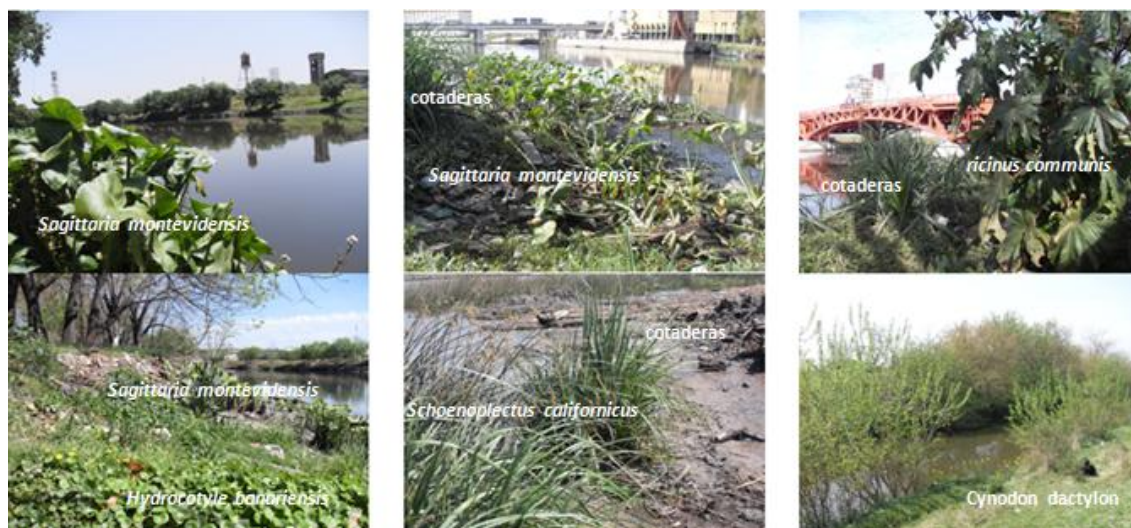 Sagittaria montevidensis
cotaderas
Sagittaria montevidensis
ricinus communis
cotaderas
Sagittaria montevidensis
Hydrocotyle bonariensis
cotaderas
Schoenoplectus californicus
Cynodon dactylon